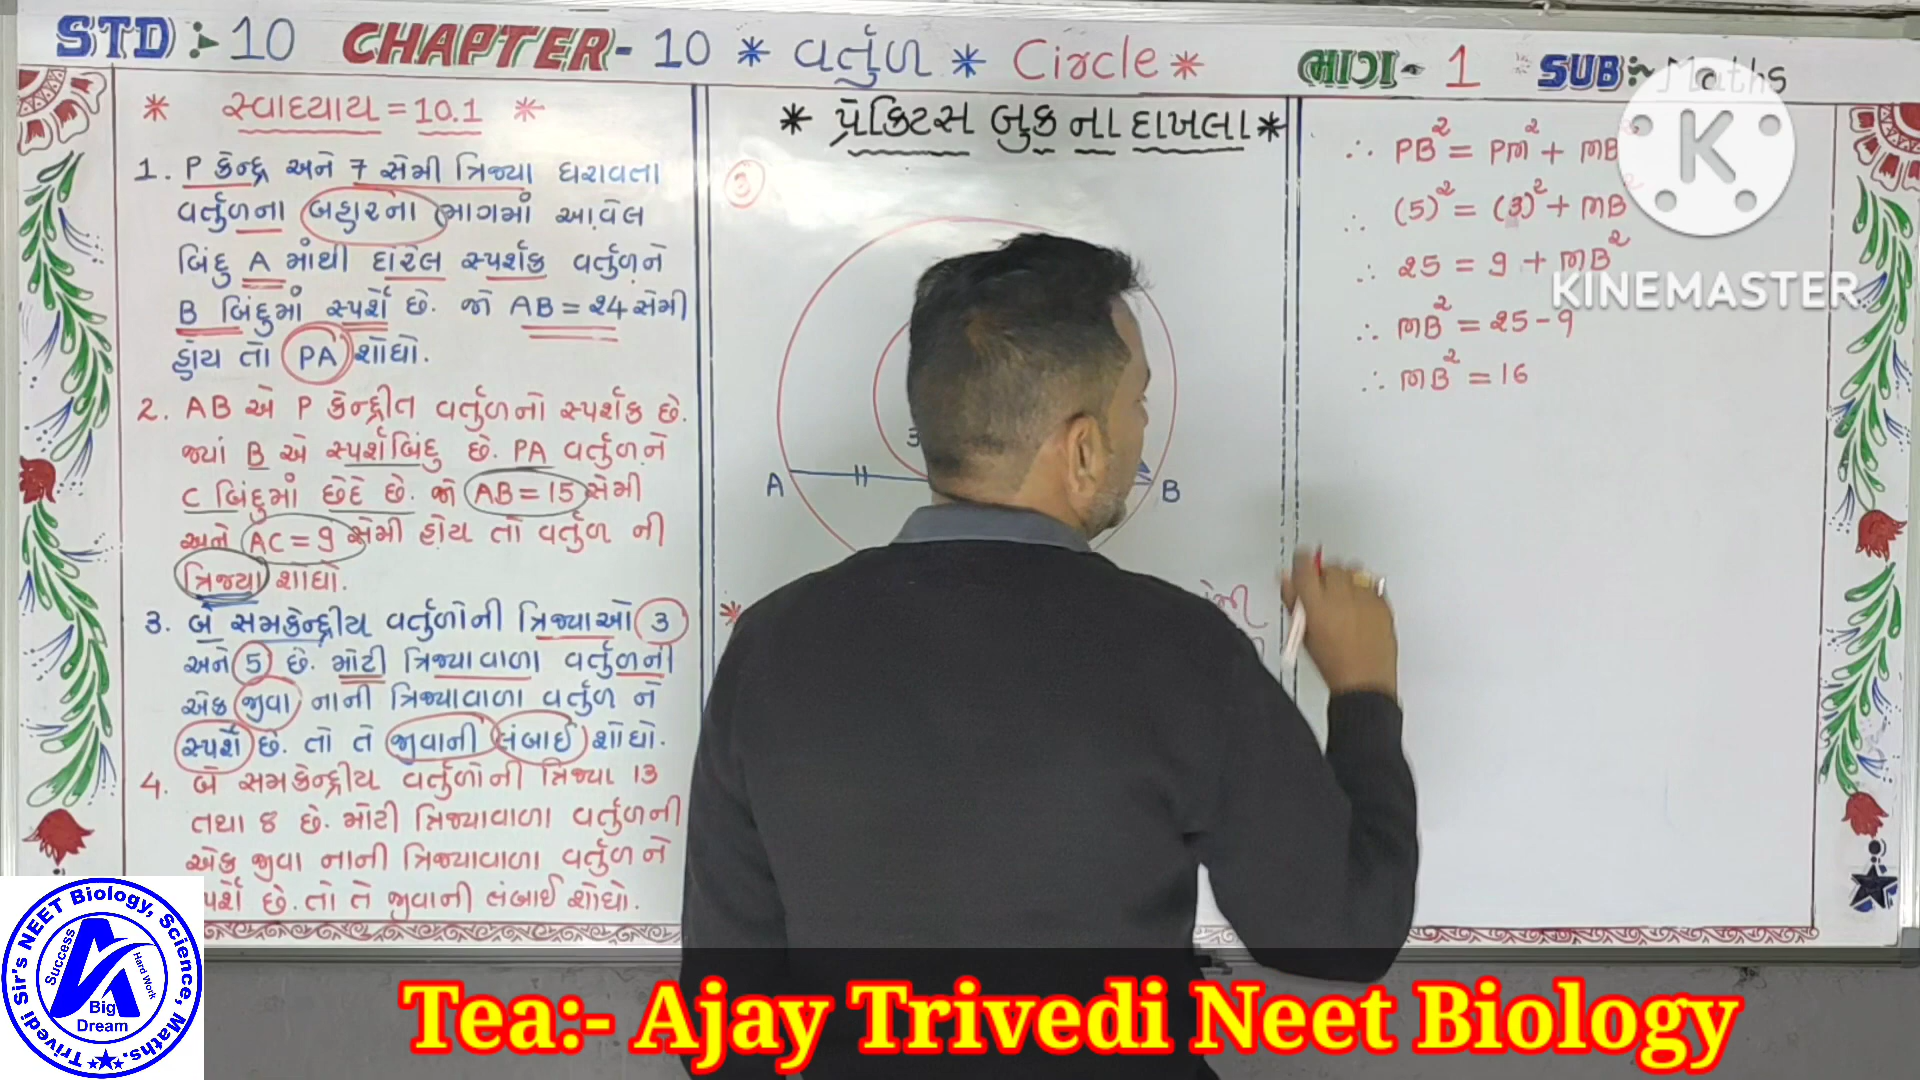 STD :- 10 CHAPTER - 10 * વર્તુળ * Circle * ભાગ - 1 SUB :~ Maths
* સ્વાધ્યાય = 10.1 *
1. P કેન્દ્ર અને 7 સેમી ત્રિજ્યા ધરાવતા
વર્તુળના બહારના ભાગમાં આવેલ
બિંદુ A માંથી દોરેલ સ્પર્શક વર્તુળને
B બિંદુમાં સ્પર્શે છે. જો AB = 24 સેમી
હોય તો PA શોધો.
2. AB એ P કેન્દ્રીત વર્તુળનો સ્પર્શક છે.
જ્યાં B એ સ્પર્શબિંદુ છે. PA વર્તુળને
C બિંદુમાં છેદે છે. જો AB = 15 સેમી
અને AC = 9 સેમી હોય તો વર્તુળ ની
ત્રિજ્યા શોધો.
3. બે સમકેન્દ્રીય વર્તુળોની ત્રિજ્યાઓ 3
અને 5 છે. મોટી ત્રિજ્યાવાળા વર્તુળની
એક જીવા નાની ત્રિજ્યાવાળા વર્તુળ ને
સ્પર્શે છે. તો તે જીવાની લંબાઈ શોધો.
4. બે સમકેન્દ્રીય વર્તુળોની ત્રિજ્યા 13
તથા 8 છે. મોટી ત્રિજ્યાવાળા વર્તુળની
એક જીવા નાની ત્રિજ્યાવાળા વર્તુળને
પર્શે છે. તો તે જીવાની લંબાઈ શોધો.
* પ્રેક્ટિસ બુક ના દાખલા *
③
3
A B
*
∴ PB² = PM² + MB
∴ (5)² = (3)² + MB²
∴ 25 = 9 + MB²
∴ MB² = 25 - 9
∴ MB² = 16
K
KINEMASTER
Trivedi Sir's NEET Biology, Science, Maths.
Success
Hard Work
Big
Dream
Tea:- Ajay Trivedi Neet Biology